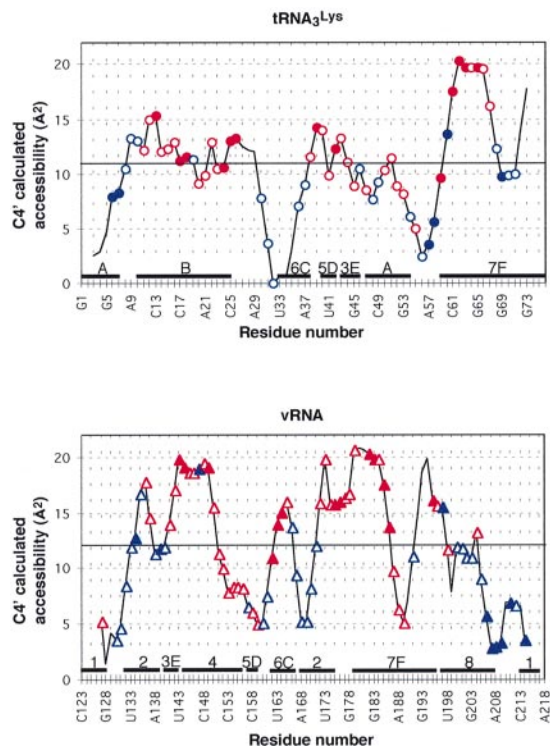 tRNA₃ᴸʸˢ
C4' calculated
accessibility (Å²)
20
15
10
5
0
A B 6C 5D 3E A 7F
G1 G5 A9 C13 C17 A21 C25 A29 U33 A37 U41 G45 C49 G53 A57 C61 G65 G69 G73
Residue number
vRNA
C4' calculated
accessibility (Å²)
20
15
10
5
0
1 2 3E 4 5D 6C 2 7F 8 1
C123 G128 U133 A138 U143 C148 C153 C158 U163 A168 U173 G178 G183 A188 G193 U198 G203 A208 C213 A218
Residue number